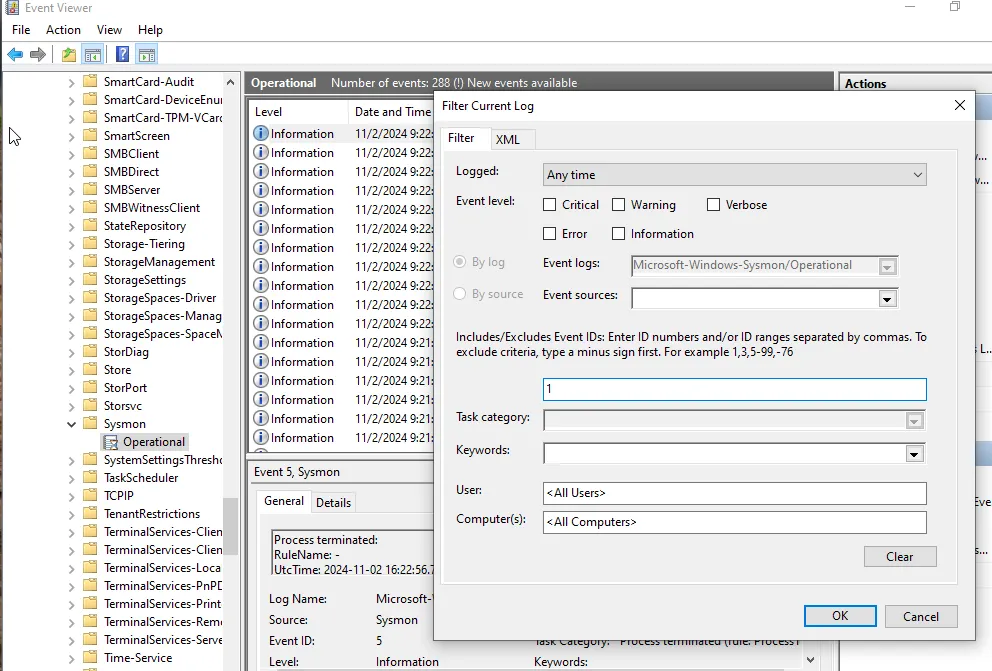 Event Viewer
File Action View Help
SmartCard-Audit
SmartCard-DeviceEnu
SmartCard-TPM-VCard
SmartScreen
SMBClient
SMBDirect
SMBServer
SMBWitnessClient
StateRepository
Storage-Tiering
StorageManagement
StorageSettings
StorageSpaces-Driver
StorageSpaces-Manag
StorageSpaces-SpaceM
StorDiag
Store
StorPort
Storsvc
Sysmon
Operational
SystemSettingsThresho
TaskScheduler
TCPIP
TenantRestrictions
TerminalServices-Clien
TerminalServices-Clien
TerminalServices-Loca
TerminalServices-PnPD
TerminalServices-Print
TerminalServices-Rem
TerminalServices-Serve
Time-Service
Operational Number of events: 288 (!) New events available
Level Date and Time
Information 11/2/2024 9:22:
Information 11/2/2024 9:22:
Information 11/2/2024 9:22:
Information 11/2/2024 9:22:
Information 11/2/2024 9:22:
Information 11/2/2024 9:22:
Information 11/2/2024 9:22:
Information 11/2/2024 9:22:
Information 11/2/2024 9:22:
Information 11/2/2024 9:22:
Information 11/2/2024 9:22:
Information 11/2/2024 9:21:
Information 11/2/2024 9:21:
Information 11/2/2024 9:21:
Information 11/2/2024 9:21:
Information 11/2/2024 9:21:
Information 11/2/2024 9:21:
Event 5, Sysmon
General Details
Process terminated:
RuleName: -
UtcTime: 2024-11-02 16:22:56.7
Log Name: Microsoft-
Source: Sysmon
Event ID: 5 Task Category: Process terminated (rule: Process
Level: Information Keywords:
Actions
Filter Current Log
Filter XML
Logged: Any time
Event level: Critical Warning Verbose
Error Information
By log Event logs: Microsoft-Windows-Sysmon/Operational
By source Event sources:
Includes/Excludes Event IDs: Enter ID numbers and/or ID ranges separated by commas. To
exclude criteria, type a minus sign first. For example 1,3,5-99,-76
1
Task category:
Keywords:
User: <All Users>
Computer(s): <All Computers>
Clear
OK Cancel